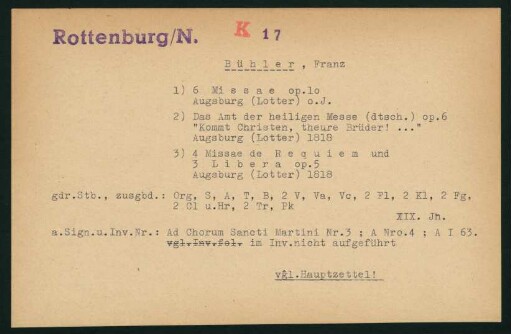 Rottenburg/N. K 17
Bühler, Franz
1) 6 Missae op.lo
Augsburg (Lotter) o.J.
2) Das Amt der heiligen Messe (dtsch.) op.6
"Kommt Christen, theure Brüder! ..."
Augsburg (Lotter) 1818
3) 4 Missae de Requiem und
3 Libera op.5
Augsburg (Lotter) 1818
gdr.Stb., zusgbd.: Org, S, A, T, B, 2 V, Va, Vc, 2 Fl, 2 Kl, 2 Fg,
2 Cl u.Hr, 2 Tr, Pk
XIX. Jh.
a.Sign.u.Inv.Nr.: Ad Chorum Sancti Martini Nr.3 ; A Nro.4 ; A I 63.
vgl.Inv.fol. im Inv.nicht aufgeführt
vgl.Hauptzettel!